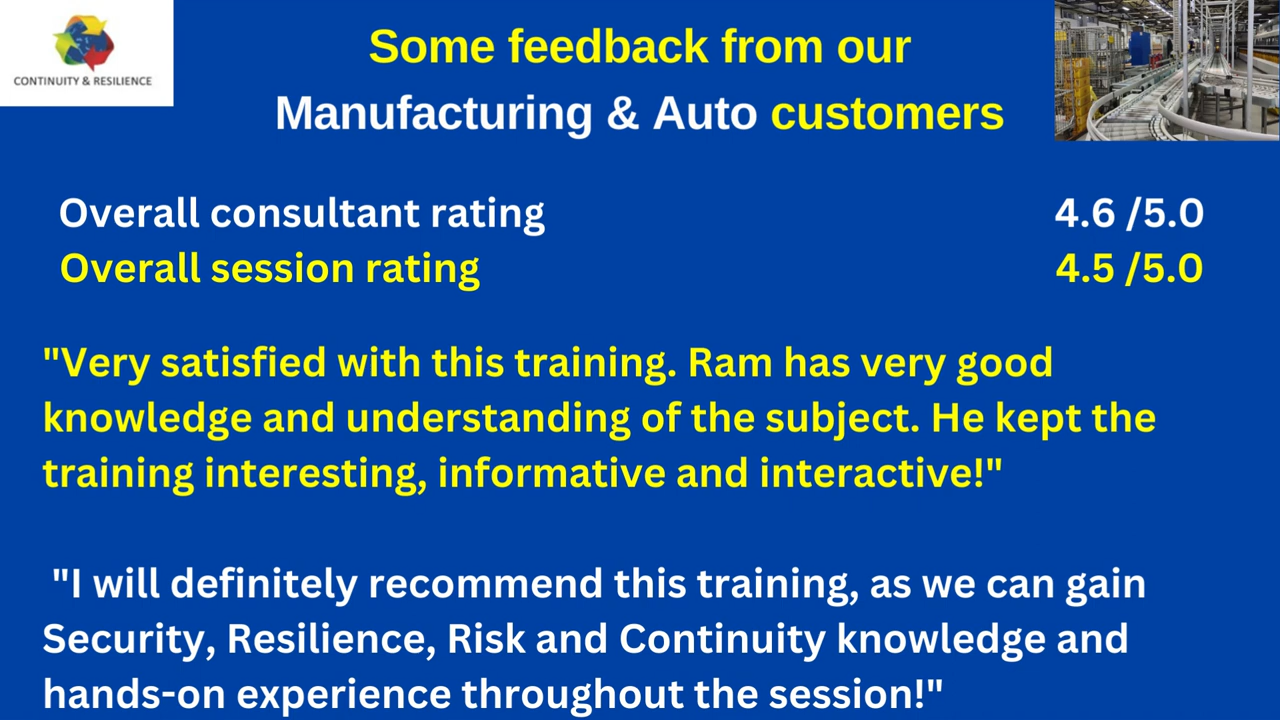 CONTINUITY & RESILIENCE
Some feedback from our
Manufacturing & Auto customers
Overall consultant rating 4.6 /5.0
Overall session rating 4.5 /5.0
"Very satisfied with this training. Ram has very good
knowledge and understanding of the subject. He kept the
training interesting, informative and interactive!"
"I will definitely recommend this training, as we can gain
Security, Resilience, Risk and Continuity knowledge and
hands-on experience throughout the session!"